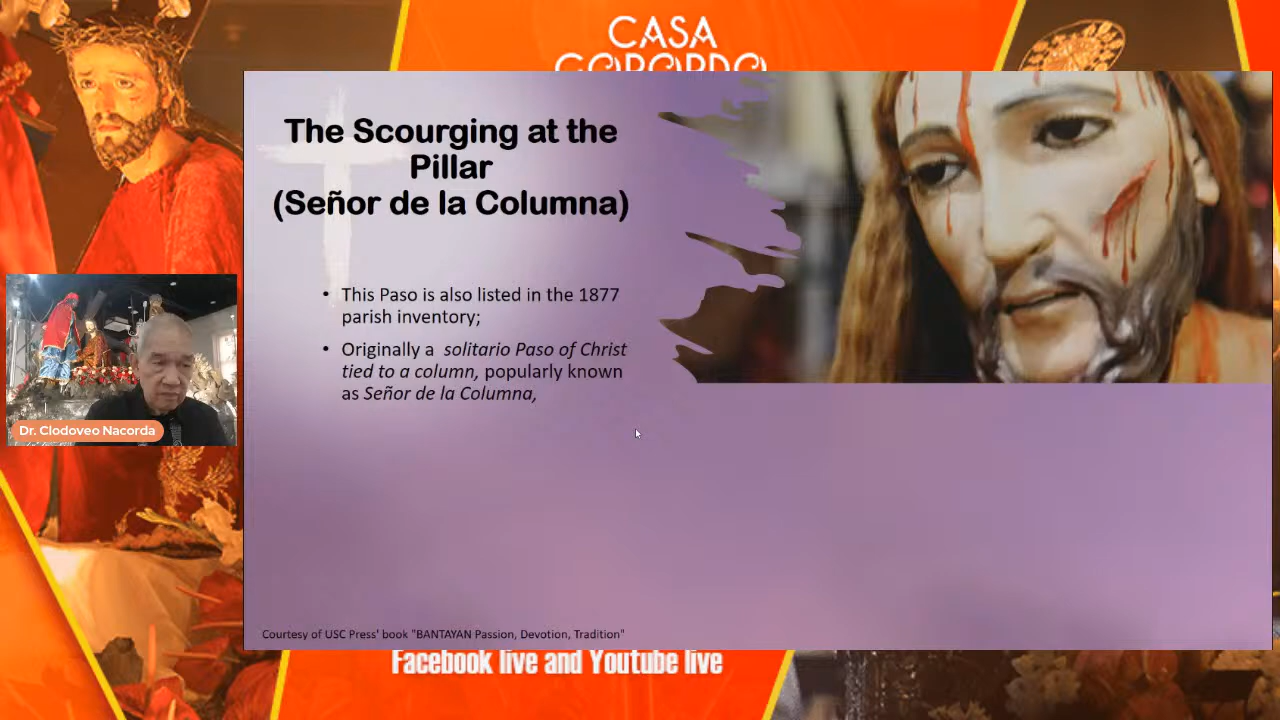 CASA
GORORDO
The Scourging at the
Pillar
(Señor de la Columna)
• This Paso is also listed in the 1877
parish inventory;
• Originally a solitario Paso of Christ
tied to a column, popularly known
as Señor de la Columna,
Dr. Clodoveo Nacorda
Courtesy of USC Press' book "BANTAYAN Passion, Devotion, Tradition"
Facebook live and Youtube live